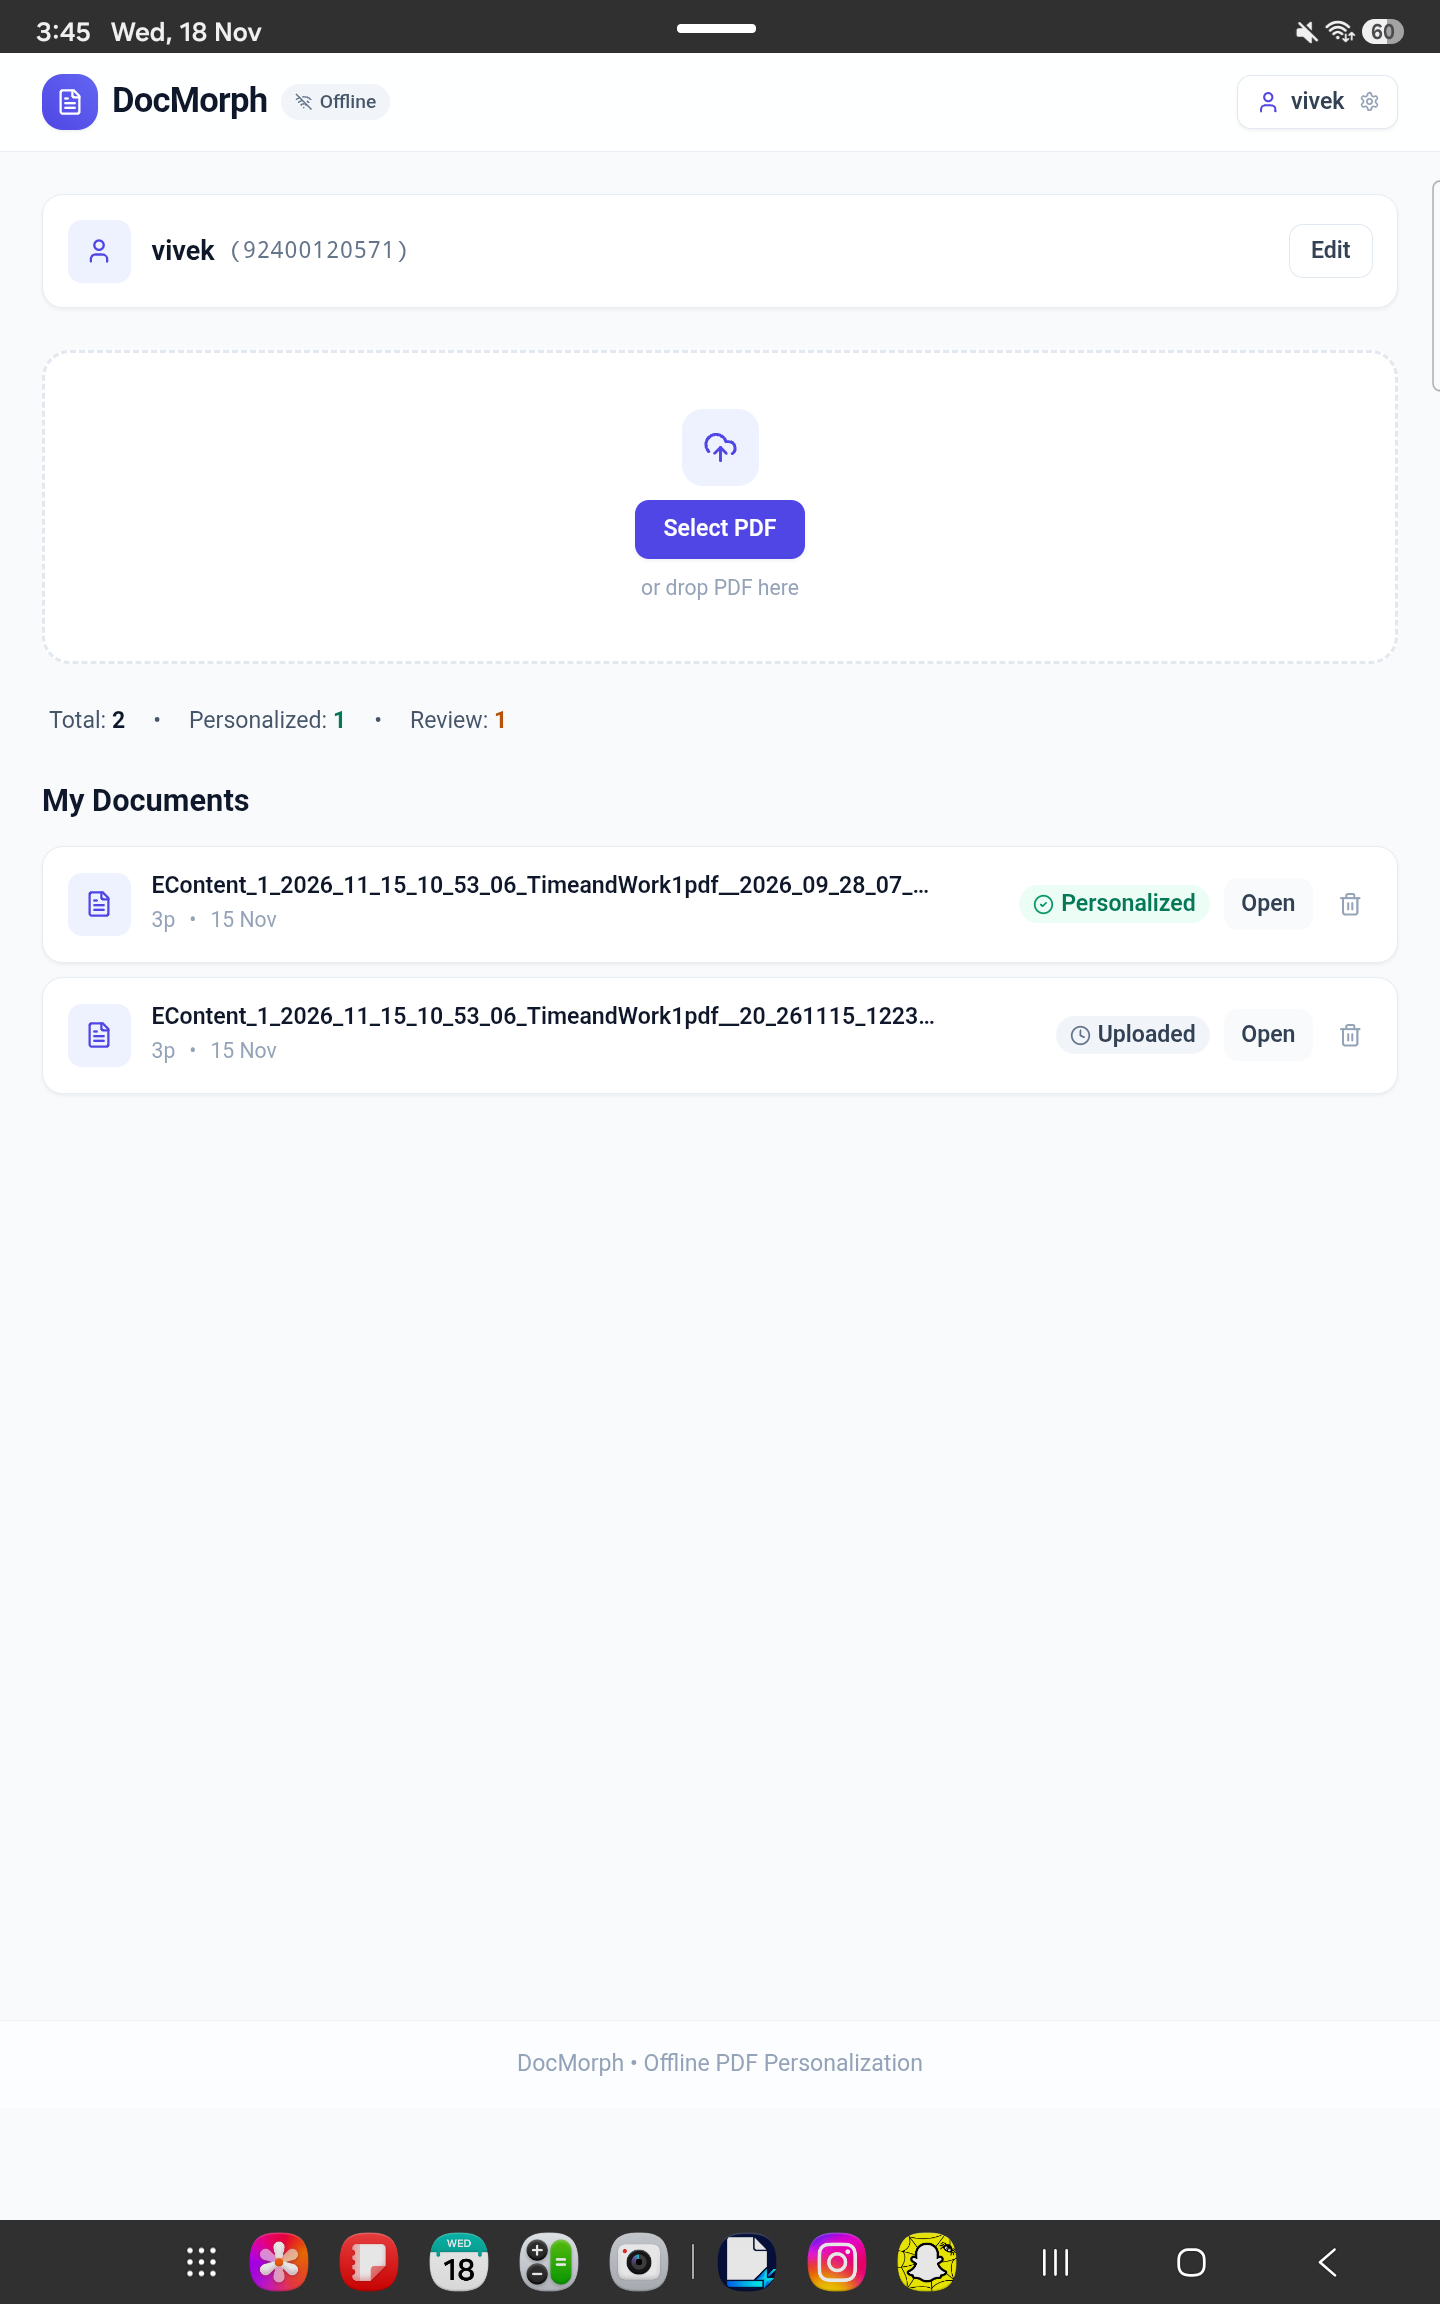 3:45 Wed, 18 Nov
60
DocMorph Offline
vivek
vivek (92400120571)
Edit
Select PDF
or drop PDF here
Total: 2 • Personalized: 1 • Review: 1
My Documents
EContent_1_2026_11_15_10_53_06_TimeandWork1pdf__2026_09_28_07_...
3p • 15 Nov
Personalized
Open
EContent_1_2026_11_15_10_53_06_TimeandWork1pdf__20_261115_1223...
3p • 15 Nov
Uploaded
Open
DocMorph • Offline PDF Personalization
WED
18